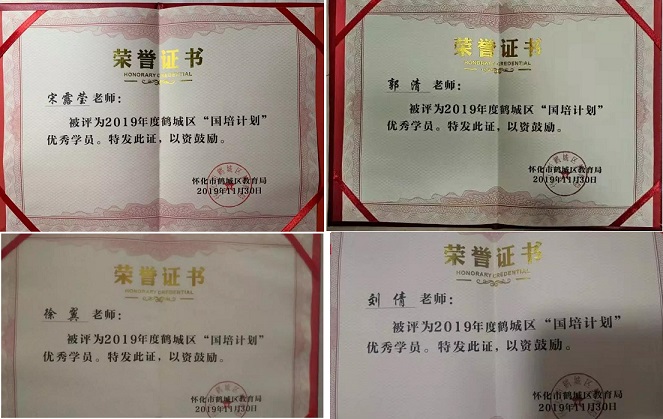 荣誉证书
HONORARY CREDENTIAL
宋露莹老师：
被评为2019年度鹤城区“国培计划”
优秀学员。特发此证，以资鼓励。
怀化市鹤城区教育局
2019年11月30日
荣誉证书
HONORARY CREDENTIAL
郭清老师：
被评为2019年度鹤城区“国培计划”
优秀学员。特发此证，以资鼓励。
怀化市鹤城区教育局
2019年11月30日
荣誉证书
HONORARY CREDENTIAL
徐冀老师：
被评为2019年度鹤城区“国培计划”
优秀学员。特发此证，以资鼓励。
怀化市鹤城区教育局
2019年11月30日
荣誉证书
HONORARY CREDENTIAL
刘倩老师：
被评为2019年度鹤城区“国培计划”
优秀学员。特发此证，以资鼓励。
怀化市鹤城区教育局
2019年11月30日